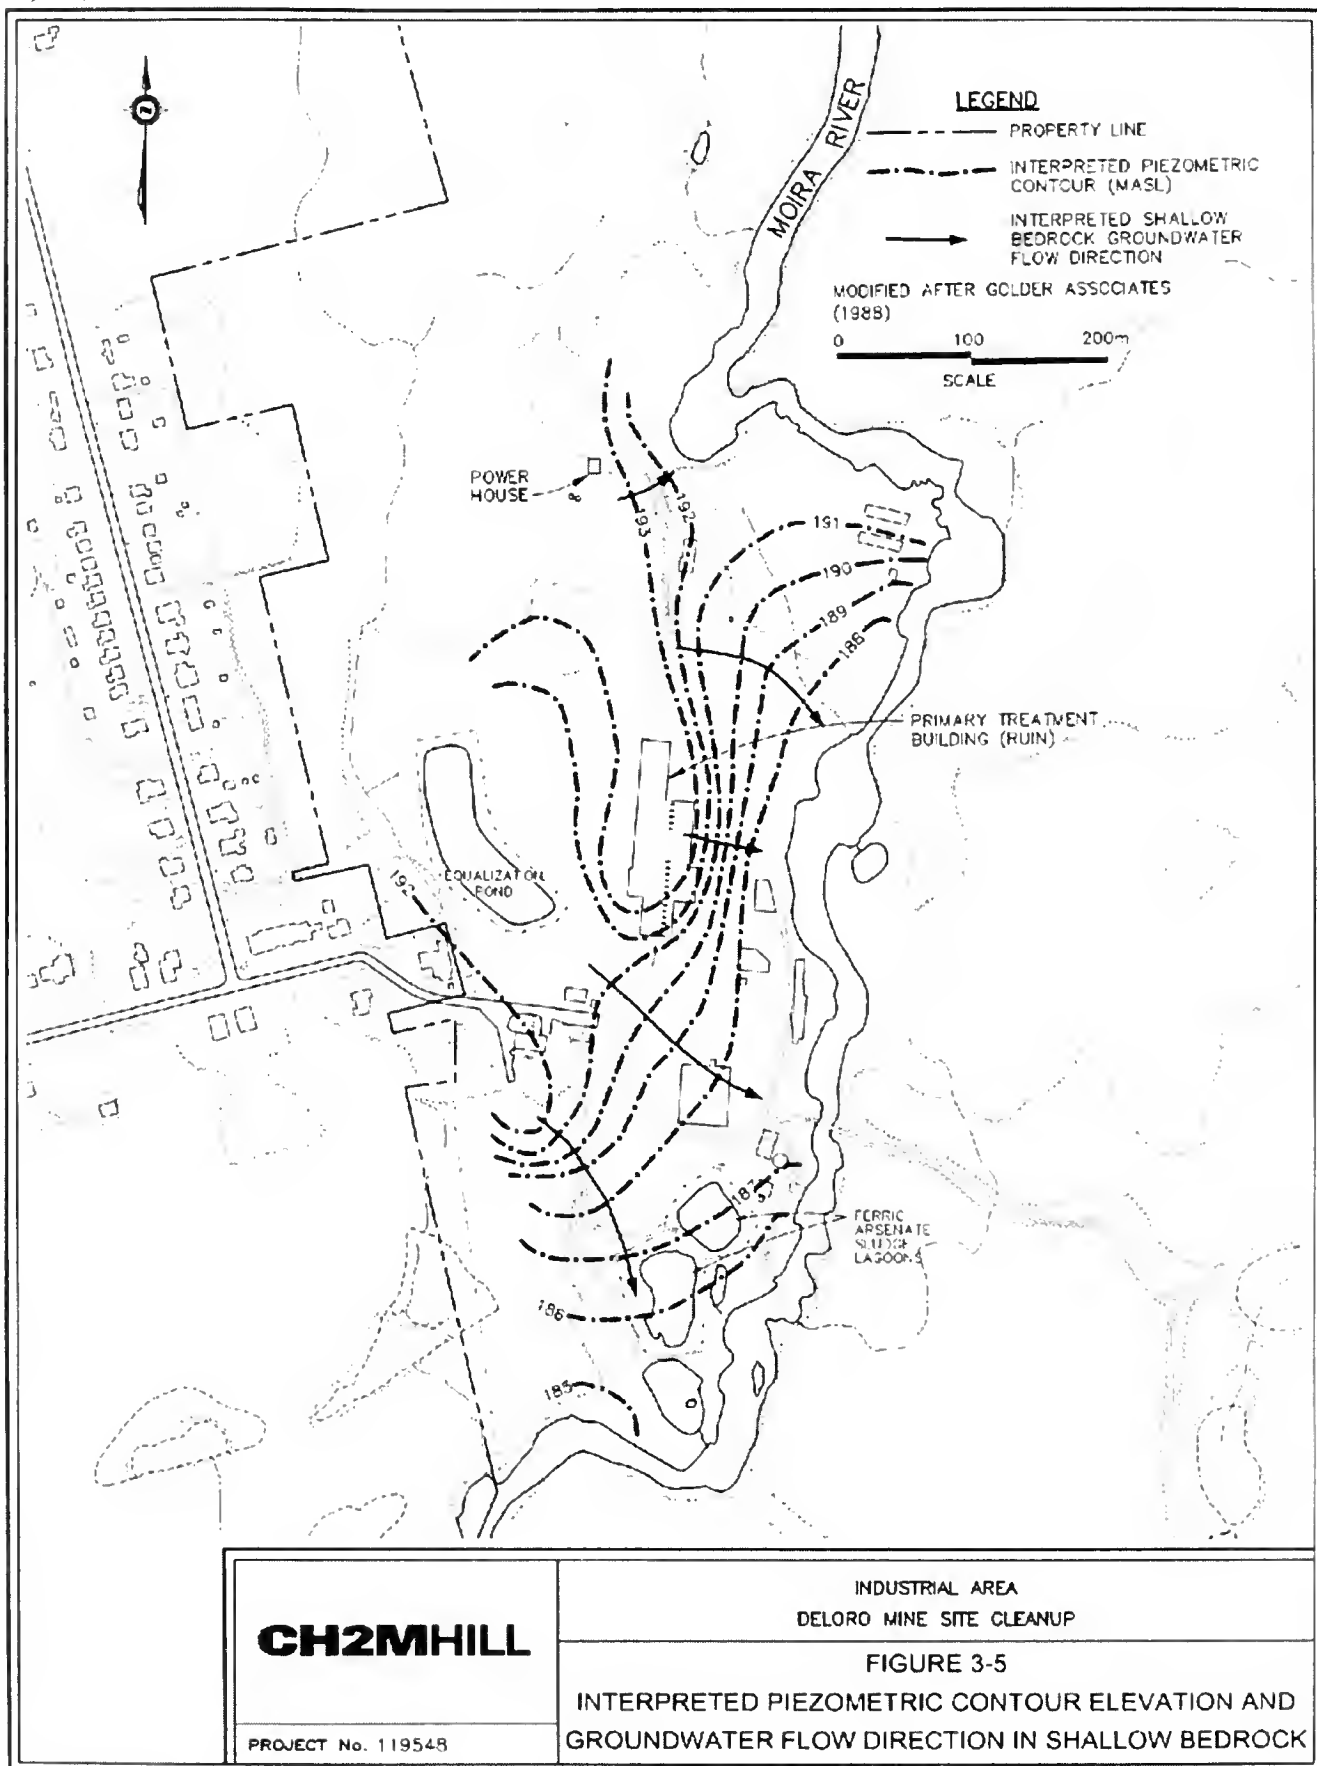 LEGEND
PROPERTY LINE
INTERPRETED PIEZOMETRIC
CONTOUR (MASL)
INTERPRETED SHALLOW
BEDROCK GROUNDWATER
FLOW DIRECTION
MODIFIED AFTER GOLDER ASSOCIATES
(1988)
0 100 200m
SCALE
MOIRA RIVER
POWER
HOUSE
193
192
191
190
189
188
PRIMARY TREATMENT
BUILDING (RUIN)
192
EQUALIZATION
POND
187
FERRIC
ARSENATE
SLUDGE
LAGOONS
186
185
CH2MHILL
PROJECT No. 119548
INDUSTRIAL AREA
DELORO MINE SITE CLEANUP
FIGURE 3-5
INTERPRETED PIEZOMETRIC CONTOUR ELEVATION AND
GROUNDWATER FLOW DIRECTION IN SHALLOW BEDROCK